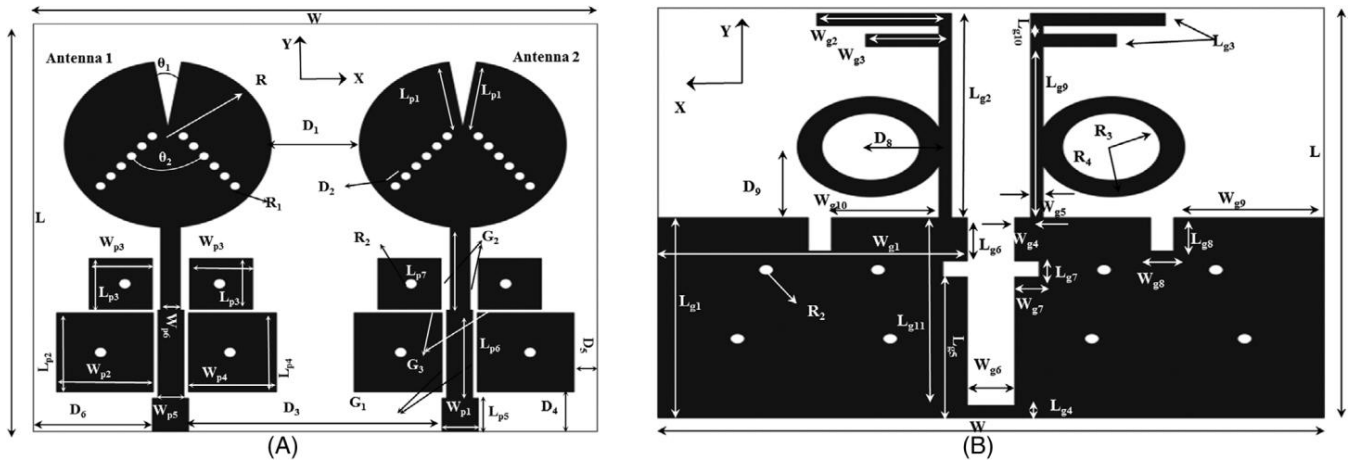 W
Antenna 1
Antenna 2
Y
X
θ1
R
Lp1
Lp1
D1
θ2
D2
R1
L
Wp3
Wp3
R2
G2
Lp3
Lp3
Lp7
Wp6
Lp2
Wp2
Wp4
Lp4
G3
Lp6
D5
G1
D6
Wp5
D3
Wp1
Lp5
D4
(A)
Wg2
Wg3
Lg10
Lg3
Y
X
Lg2
Lg9
L
D8
R3
R4
D9
Wg10
Wg5
Wg9
Wg1
Lg6
Wg4
Lg8
Lg7
Wg8
Wg7
Lg1
R2
Lg11
Lg5
Wg6
Lg4
W
(B)